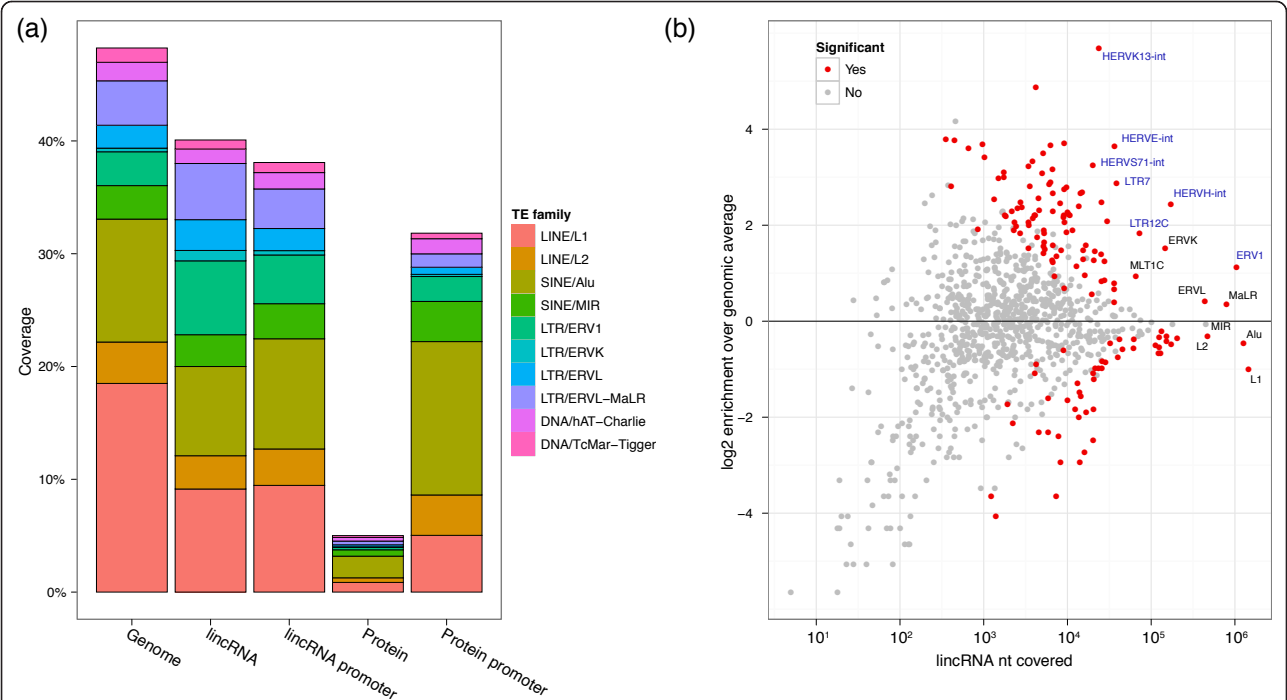 (a)
Coverage
40%
30%
20%
10%
0%
Genome
lincRNA
lincRNA promoter
Protein
Protein promoter
TE family
LINE/L1
LINE/L2
SINE/Alu
SINE/MIR
LTR/ERV1
LTR/ERVK
LTR/ERVL
LTR/ERVL−MaLR
DNA/hAT−Charlie
DNA/TcMar−Tigger
(b)
log2 enrichment over genomic average
4
2
0
−2
−4
Significant
Yes
No
HERVK13-int
HERVE-int
HERVS71-int
LTR7
HERVH-int
LTR12C
ERVK
MLT1C
ERV1
ERVL
MaLR
MIR
Alu
L2
L1
10¹
10²
10³
10⁴
10⁵
10⁶
lincRNA nt covered